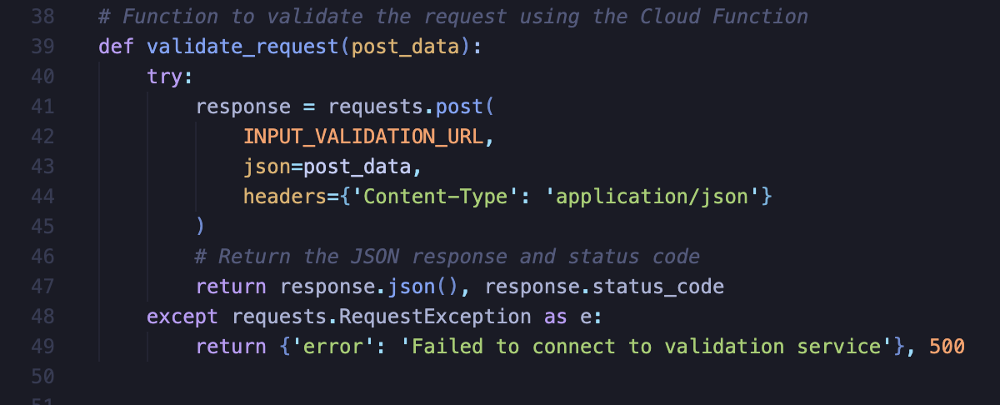 38 # Function to validate the request using the Cloud Function
39 def validate_request(post_data):
40     try:
41         response = requests.post(
42             INPUT_VALIDATION_URL,
43             json=post_data,
44             headers={'Content-Type': 'application/json'}
45         )
46         # Return the JSON response and status code
47         return response.json(), response.status_code
48     except requests.RequestException as e:
49         return {'error': 'Failed to connect to validation service'}, 500
50
51